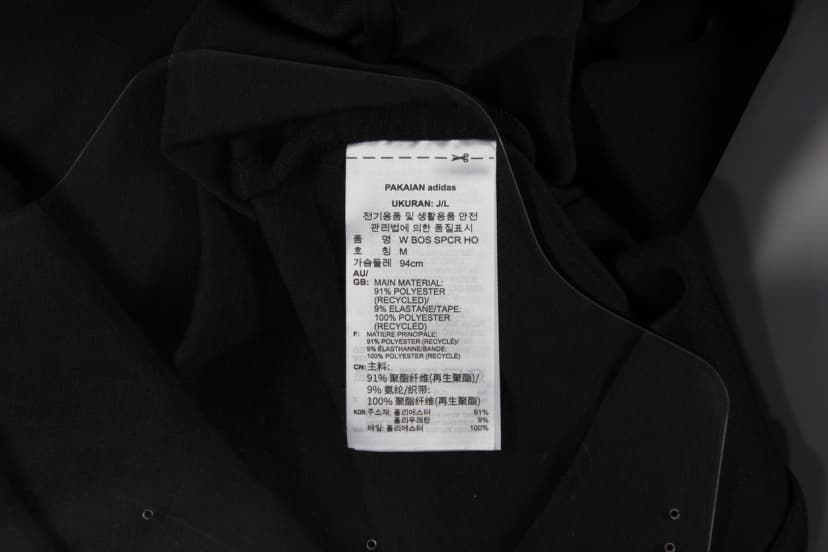 PAKAIAN adidas
UKURAN: J/L
전기용품 및 생활용품 안전
관리법에 의한 품질표시
품 명 W BOS SPCR HO
호 칭 M
가슴둘레 94cm
AU/
GB: MAIN MATERIAL:
91% POLYESTER
(RECYCLED)/
9% ELASTANE/TAPE:
100% POLYESTER
(RECYCLED)
F: MATIERE PRINCIPALE:
91% POLYESTER (RECYCLÉ)/
9% ÉLASTHANNE/BANDE:
100% POLYESTER (RECYCLÉ)
CN: 主料:
91% 聚酯纤维(再生聚酯)/
9% 氨纶/织带:
100% 聚酯纤维(再生聚酯)
KOR: 주소재: 폴리에스터 91%
폴리우레탄 9%
테잎: 폴리에스터 100%